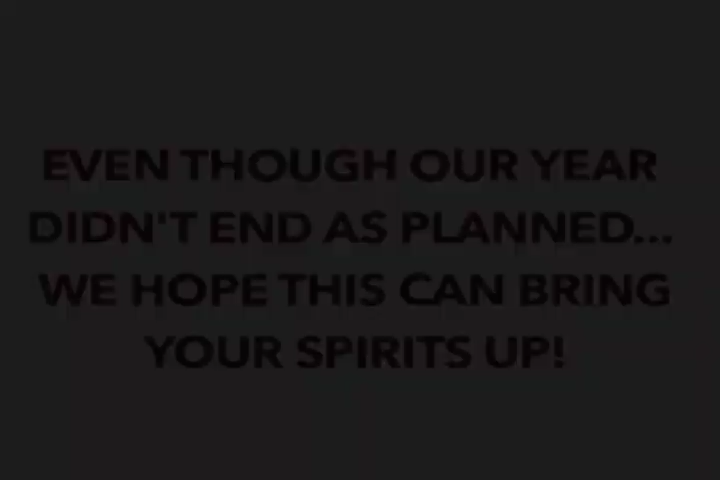 EVEN THOUGH OUR YEAR
DIDN'T END AS PLANNED...
WE HOPE THIS CAN BRING
YOUR SPIRITS UP!